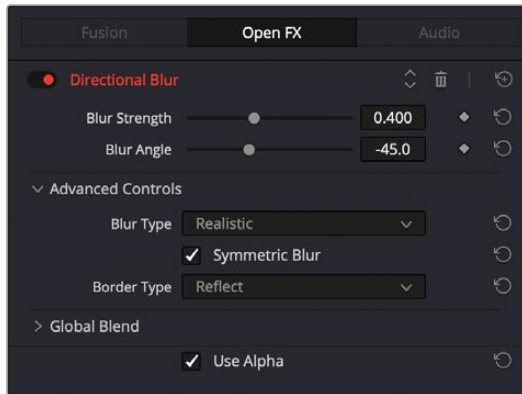 Fusion Open FX Audio
Directional Blur
Blur Strength 0.400
Blur Angle -45.0
Advanced Controls
Blur Type Realistic
Symmetric Blur
Border Type Reflect
Global Blend
Use Alpha